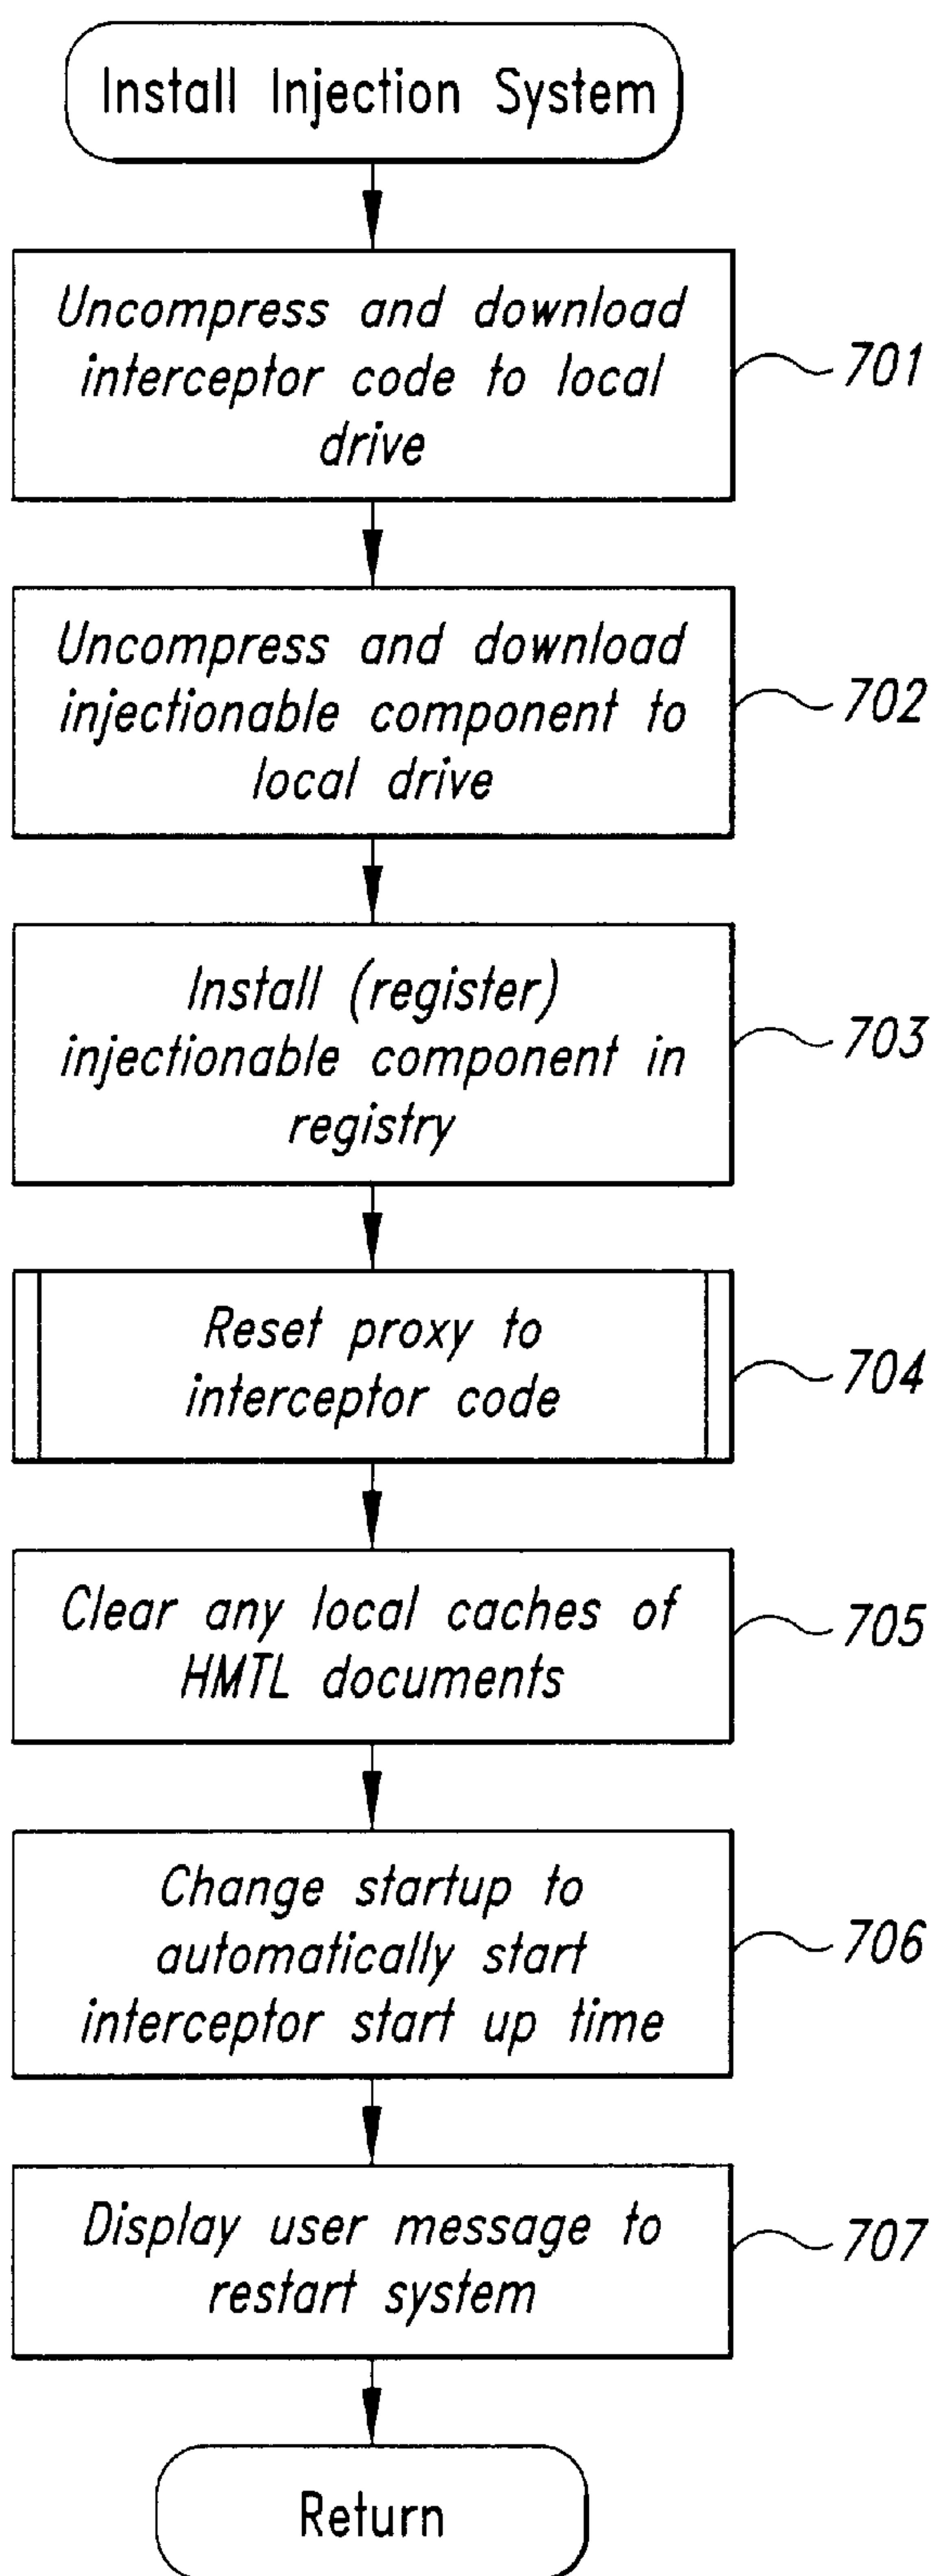 Install Injection System
Uncompress and download
interceptor code to local
drive
701
Uncompress and download
injectionable component to
local drive
702
Install (register)
injectionable component in
registry
703
Reset proxy to
interceptor code
704
Clear any local caches of
HMTL documents
705
Change startup to
automatically start
interceptor start up time
706
Display user message to
restart system
707
Return